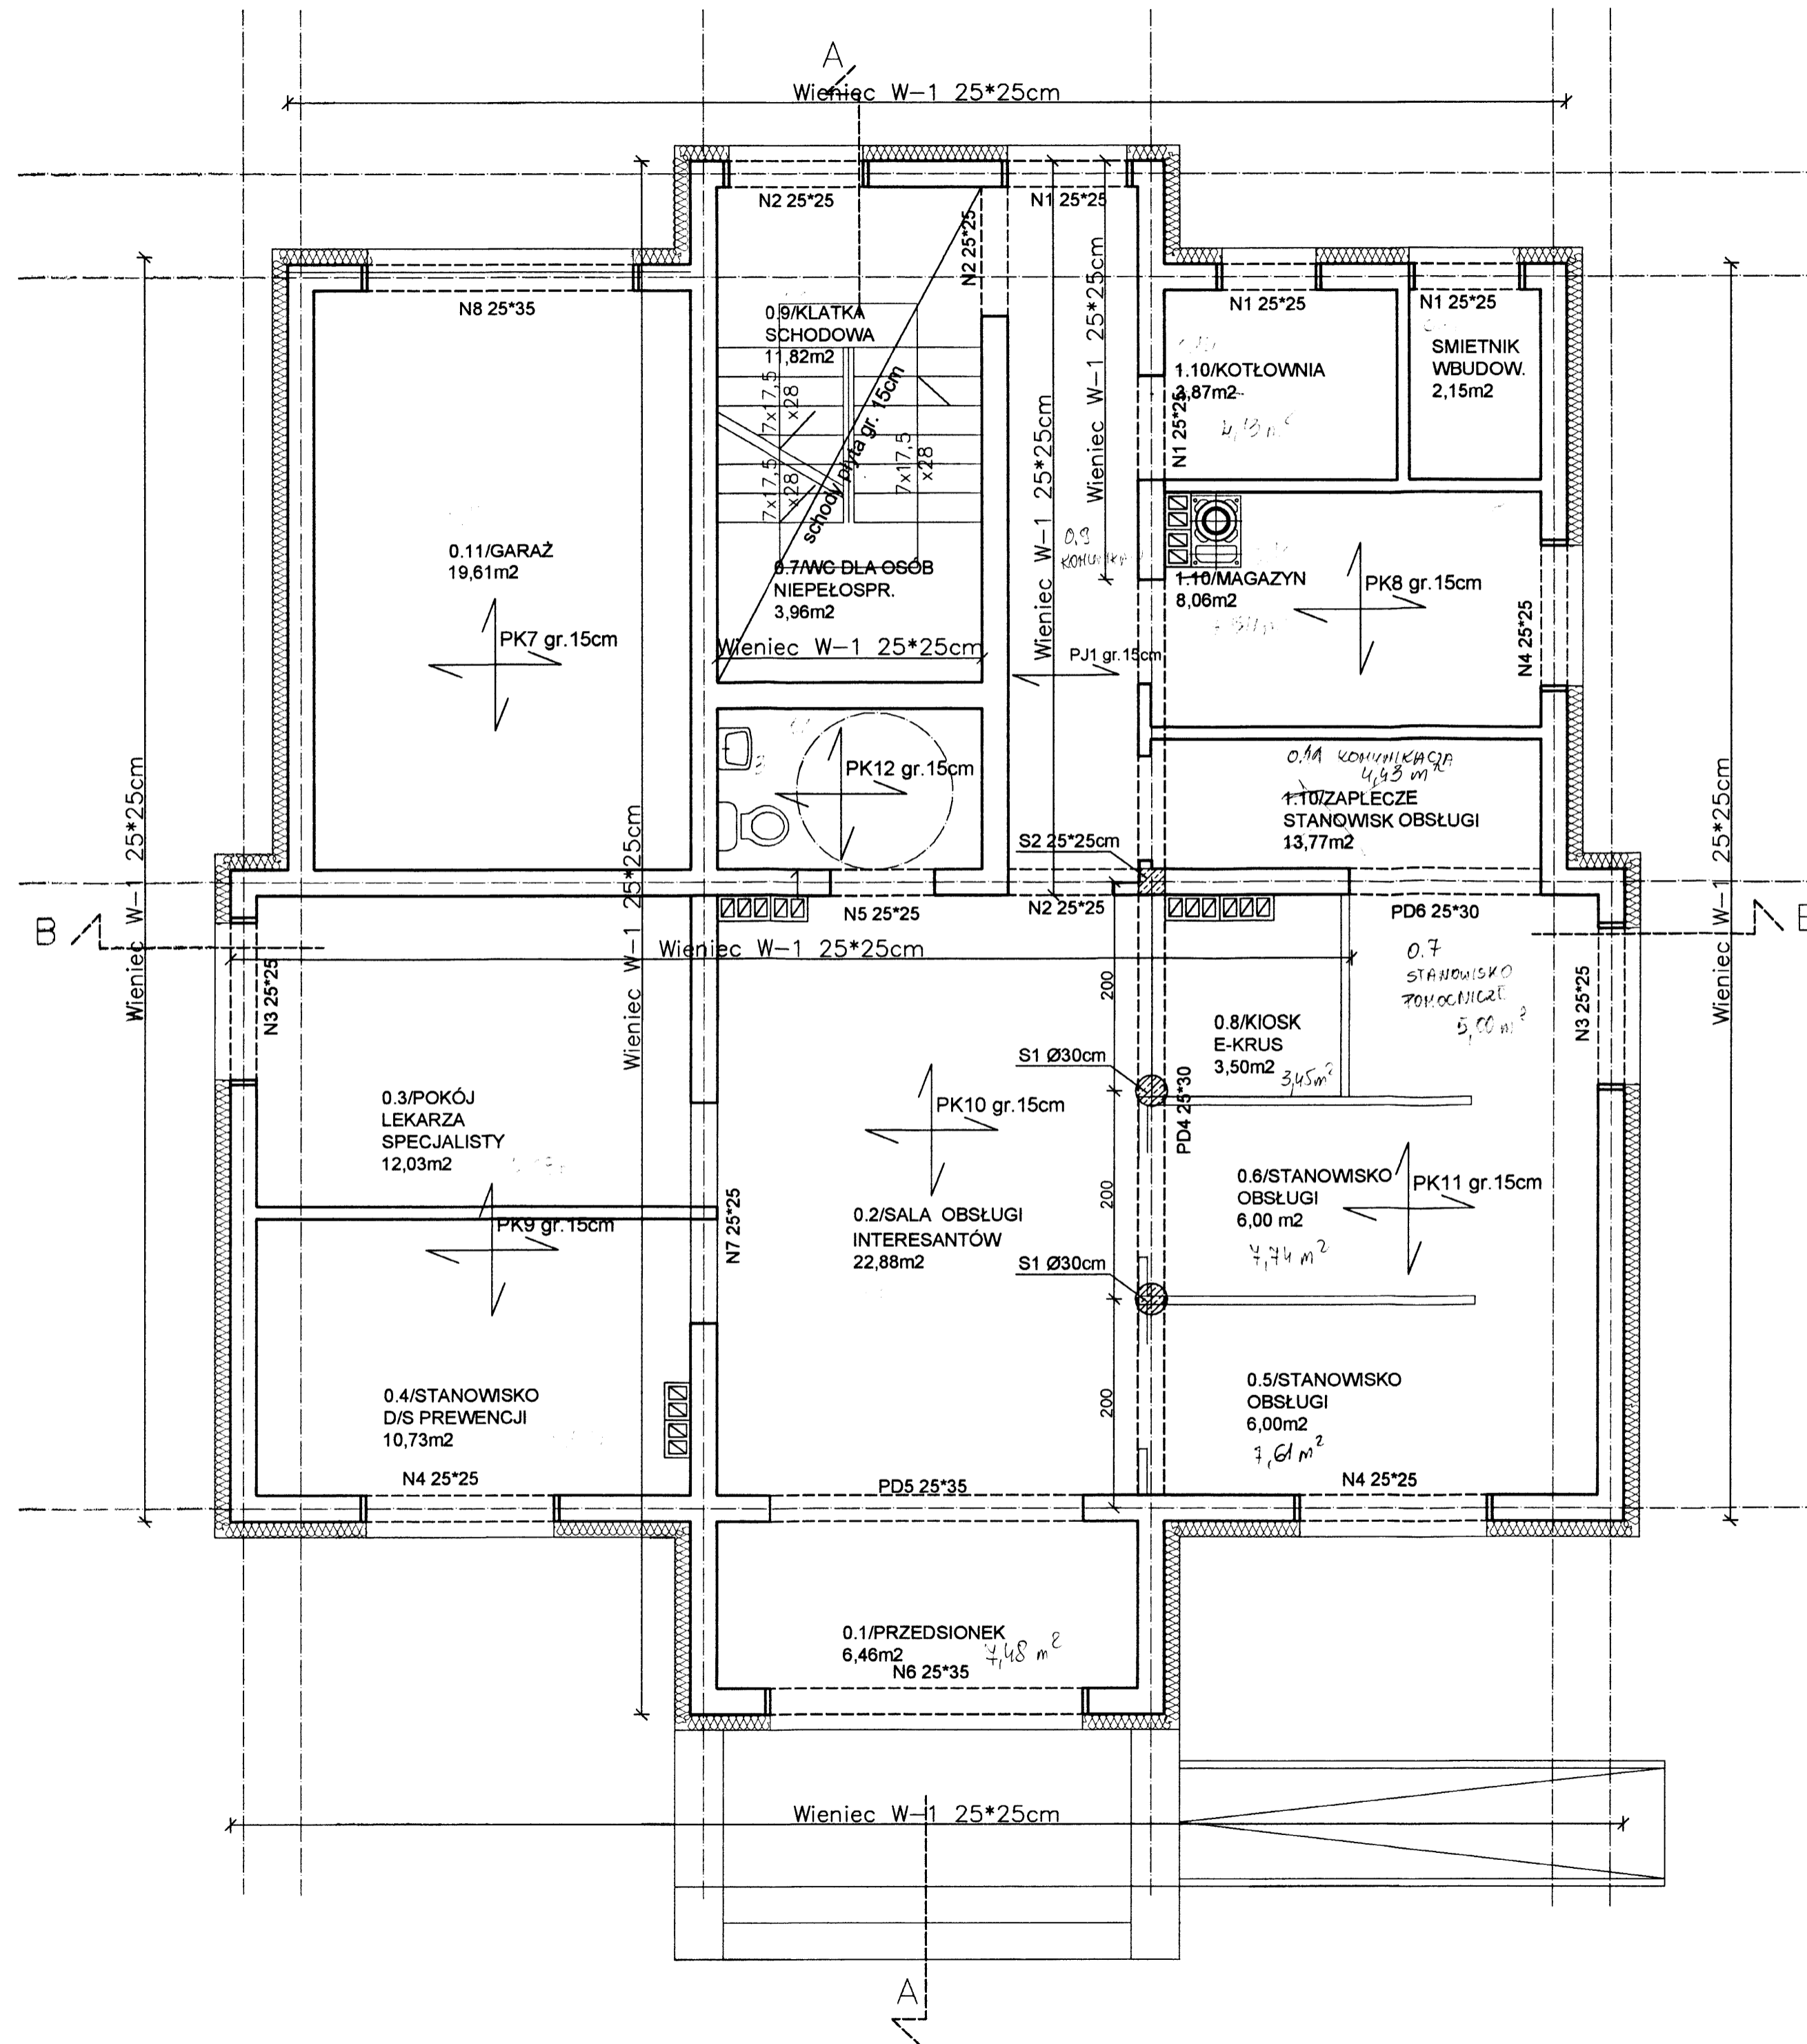 A
Wieniec W-1 25*25cm
N2 25*25
N1 25*25
N2 25*25
Wieniec W-1 25*25cm
N8 25*35
0.9/KLATKA
SCHODOWA
11,82m2
N1 25*25
N1 25*25
1.10/KOTŁOWNIA
3,87m2
4,13 m²
SMIETNIK
WBUDOW.
2,15m2
N1 25*25
7x17,5
x28
7x17,5
x28
7x17,5
x28
schody płyta gr. 15cm
Wieniec W-1 25*25cm
0.11/GARAŻ
19,61m2
PK7 gr.15cm
0,9
0.7/WC DLA OSÓB
NIEPEŁOSPR.
3,96m2
Wieniec W-1 25*25cm
1.10/MAGAZYN
8,06m2
PK8 gr.15cm
N4 25*25
PJ1 gr.15cm
PK12 gr.15cm
0.11 KOMUNIKACJA
4,43 m²
1.10/ZAPLECZE
STANOWISK OBSŁUGI
13,77m2
Wieniec W-1 25*25cm
Wieniec W-1 25*25cm
Wieniec W-1 25*25cm
S2 25*25cm
N5 25*25
N2 25*25
PD6 25*30
B
Wieniec W-1 25*25cm
N3 25*25
0.7
STANOWISKO
POMOCNICZE
5,00 m²
N3 25*25
200
0.8/KIOSK
E-KRUS
3,50m2
3,45m²
S1 Ø30cm
PD4 25*30
0.3/POKÓJ
LEKARZA
SPECJALISTY
12,03m2
PK10 gr.15cm
0.6/STANOWISKO
OBSŁUGI
6,00 m2
7,74 m²
PK11 gr.15cm
200
PK9 gr.15cm
N7 25*25
0.2/SALA OBSŁUGI
INTERESANTÓW
22,88m2
S1 Ø30cm
0.4/STANOWISKO
D/S PREWENCJI
10,73m2
0.5/STANOWISKO
OBSŁUGI
6,00m2
7,61 m²
200
N4 25*25
PD5 25*35
N4 25*25
0.1/PRZEDSIONEK
6,46m2
7,48 m²
N6 25*35
Wieniec W-1 25*25cm
A